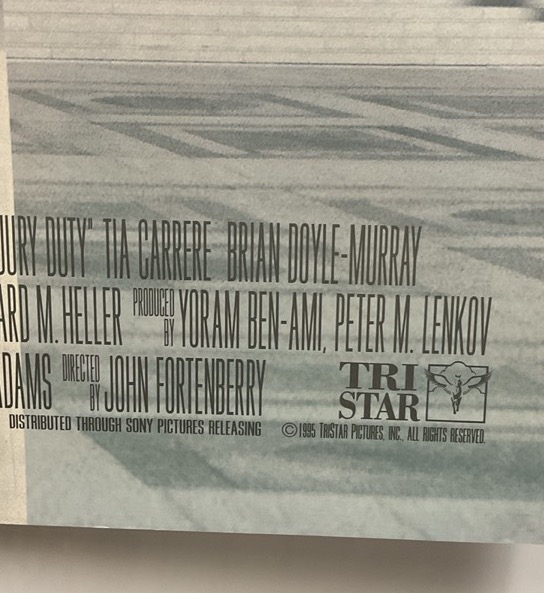 JURY DUTY" TIA CARRERE BRIAN DOYLE-MURRAY
ARD M. HELLER PRODUCED BY YORAM BEN-AMI, PETER M. LENKOV
ADAMS DIRECTED BY JOHN FORTENBERRY
TRI STAR
DISTRIBUTED THROUGH SONY PICTURES RELEASING
©1995 TRISTAR PICTURES, INC., ALL RIGHTS RESERVED.